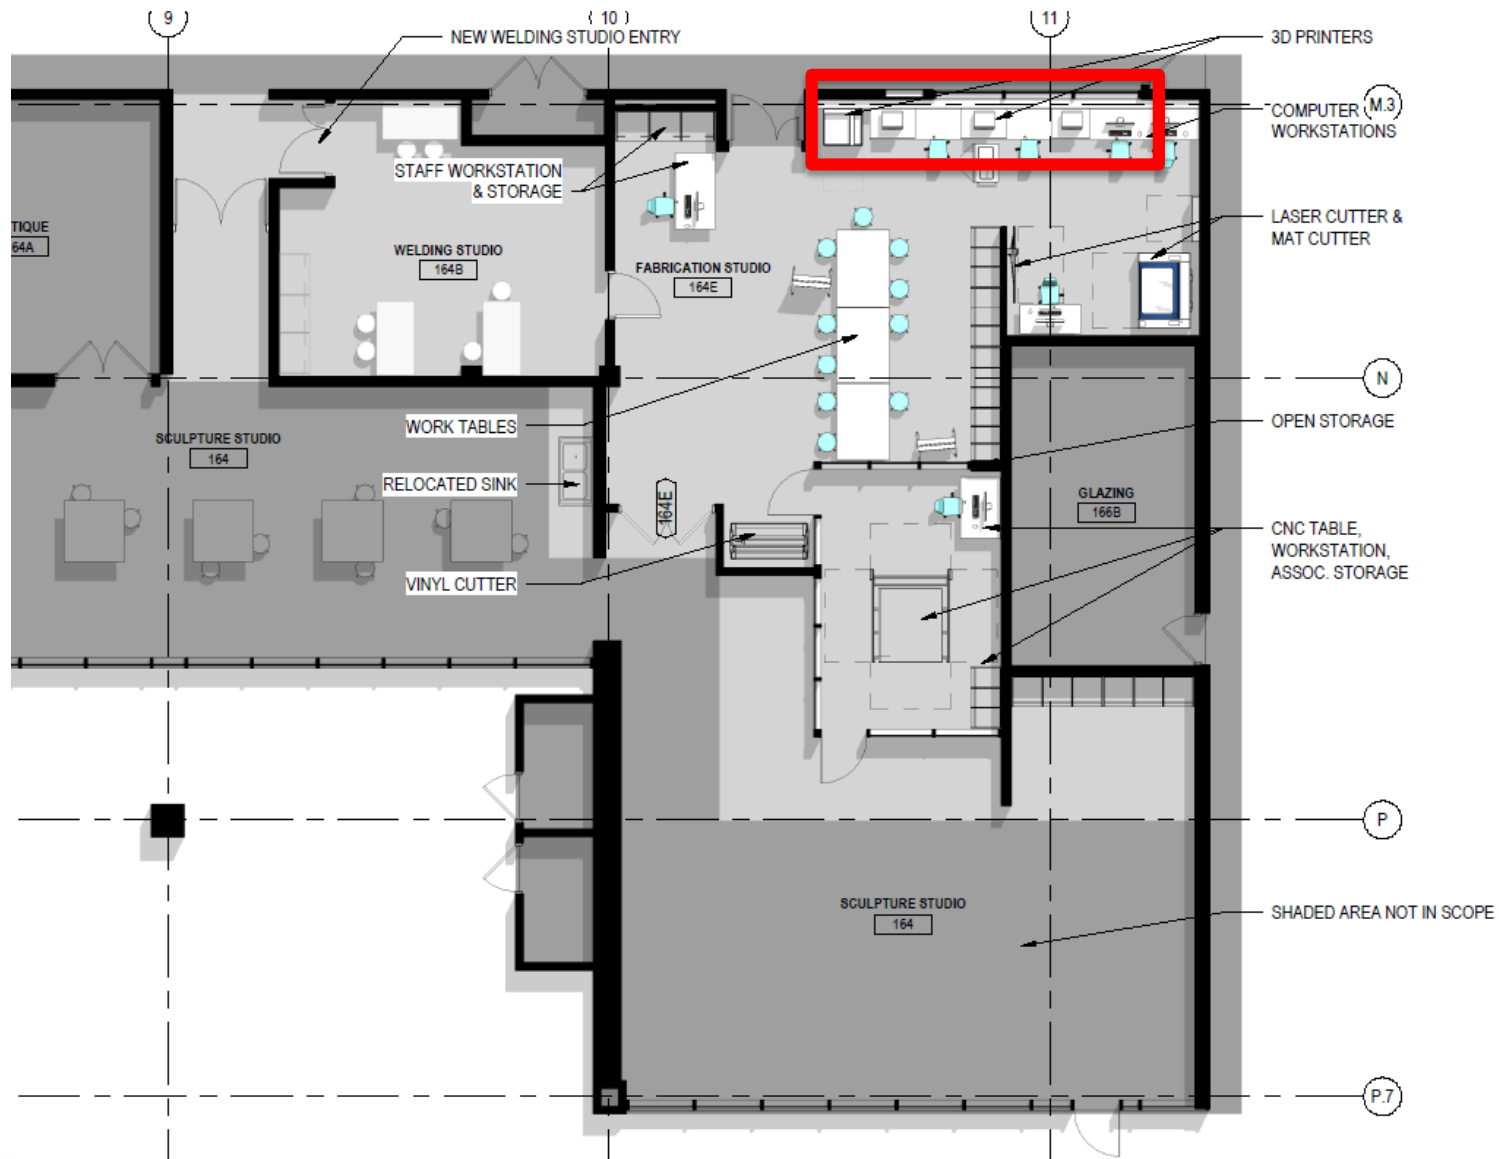 9
10
11
NEW WELDING STUDIO ENTRY
3D PRINTERS
M.3
COMPUTER
WORKSTATIONS
STAFF WORKSTATION
& STORAGE
LASER CUTTER &
MAT CUTTER
TIQUE
64A
WELDING STUDIO
164B
FABRICATION STUDIO
164E
N
WORK TABLES
OPEN STORAGE
SCULPTURE STUDIO
164
RELOCATED SINK
164E
GLAZING
166B
CNC TABLE,
WORKSTATION,
ASSOC. STORAGE
VINYL CUTTER
P
SCULPTURE STUDIO
164
SHADED AREA NOT IN SCOPE
P.7